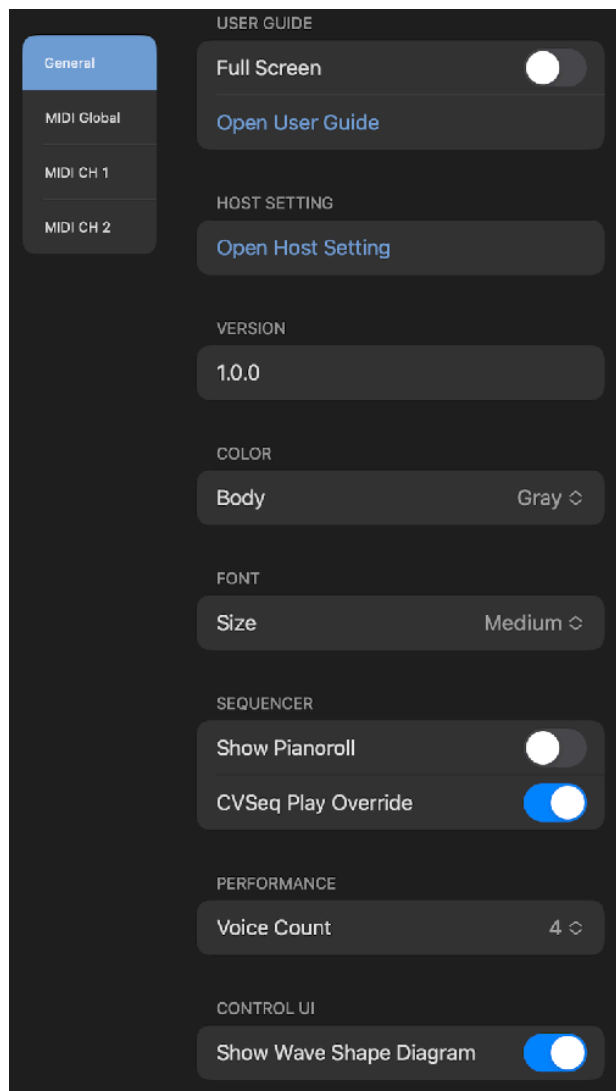 General
MIDI Global
MIDI CH 1
MIDI CH 2
USER GUIDE
Full Screen
Open User Guide
HOST SETTING
Open Host Setting
VERSION
1.0.0
COLOR
Body Gray
FONT
Size Medium
SEQUENCER
Show Pianoroll
CVSeq Play Override
PERFORMANCE
Voice Count 4
CONTROL UI
Show Wave Shape Diagram